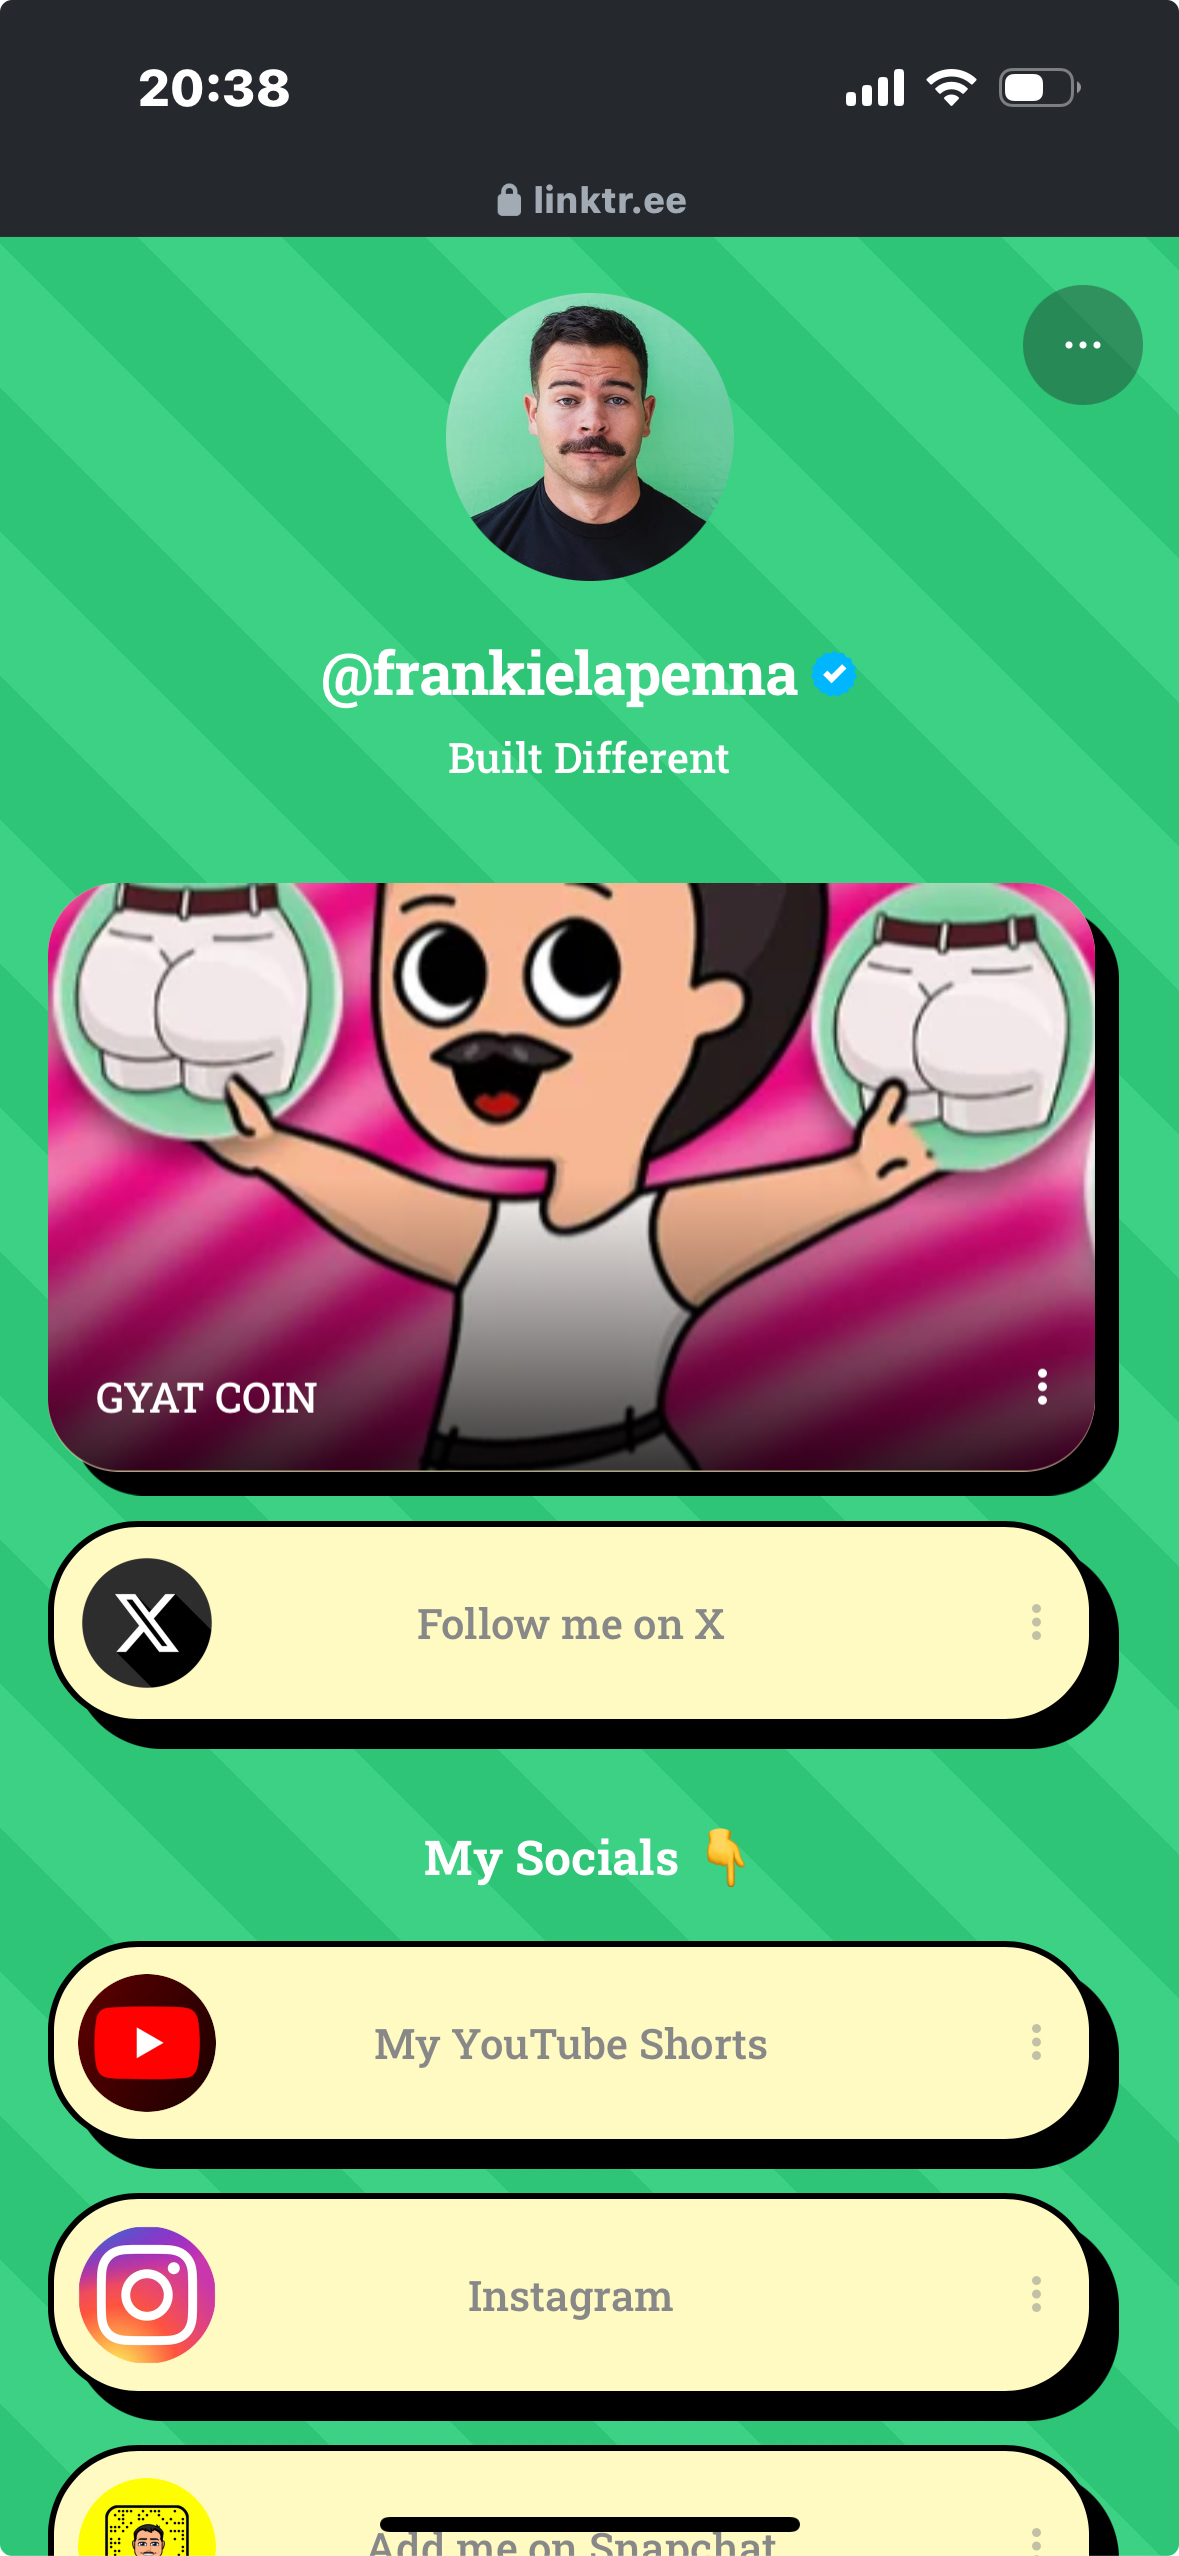 20:38
linktr.ee
@frankielapenna
Built Different
GYAT COIN
Follow me on X
My Socials 👇
My YouTube Shorts
Instagram
Add me on Snapchat